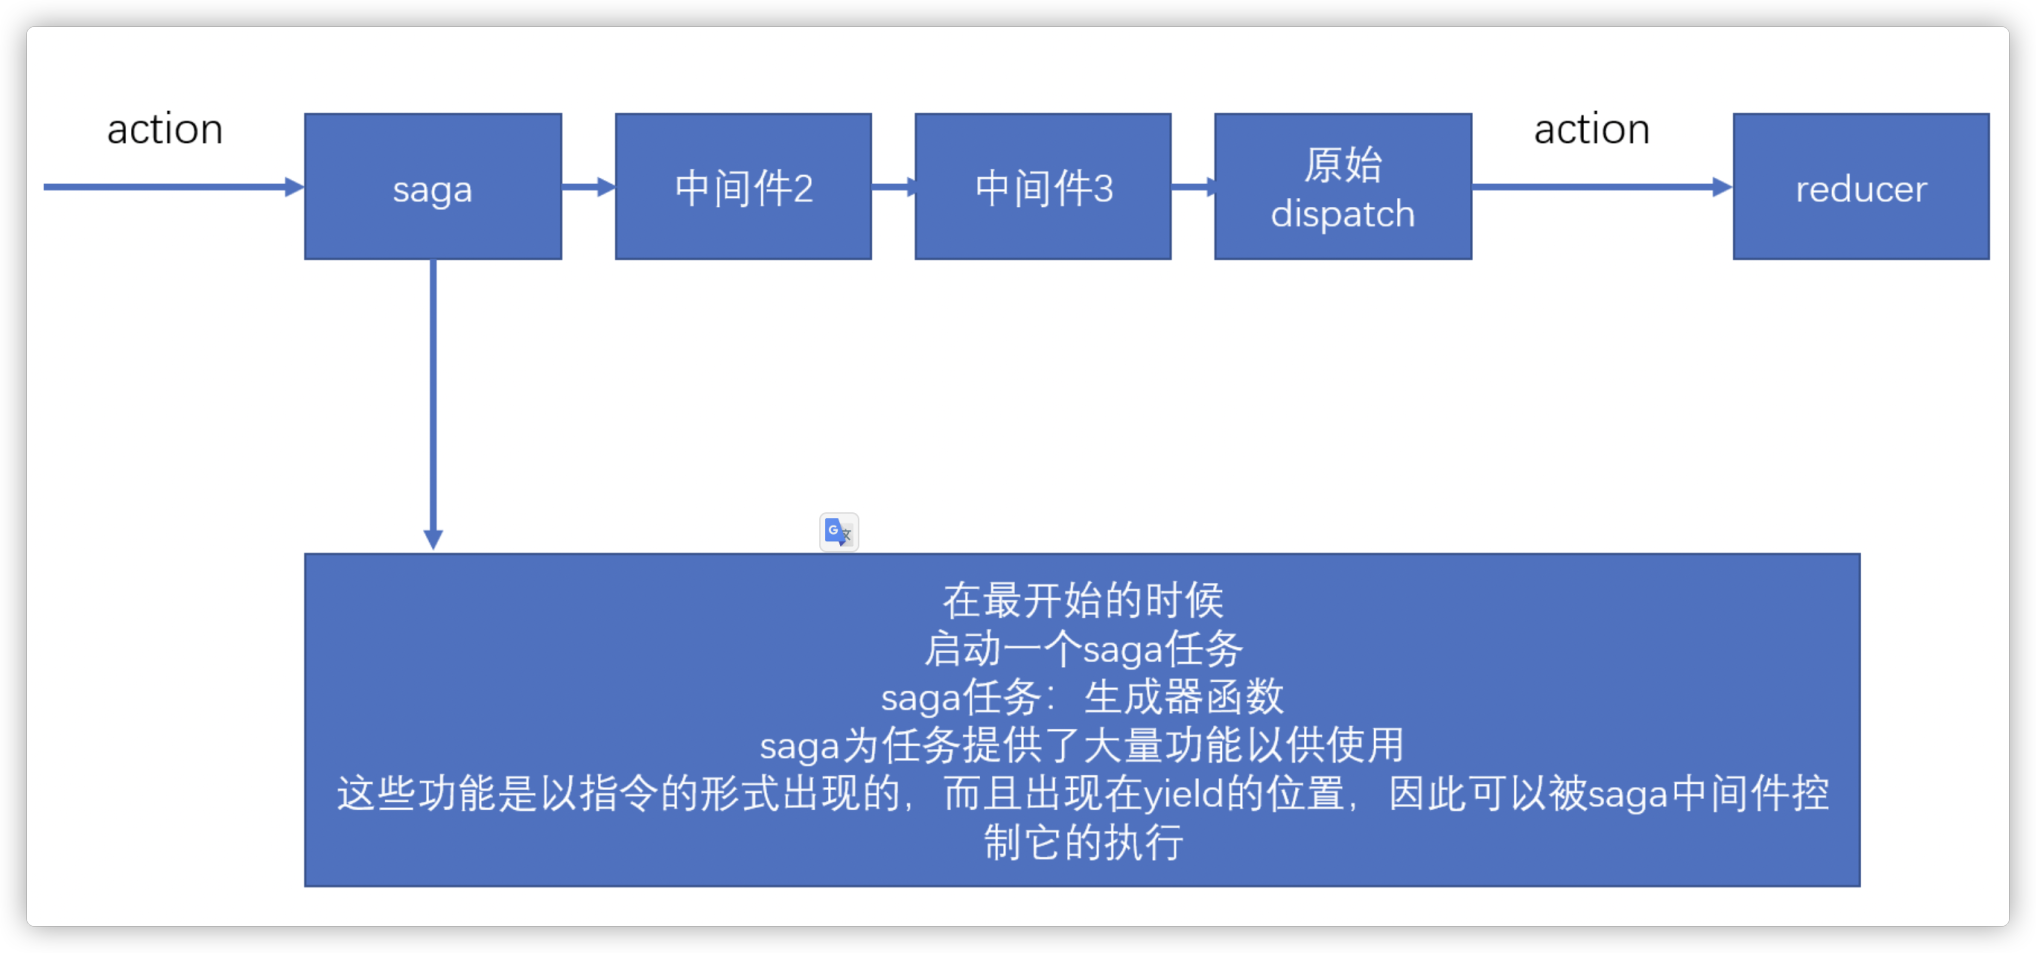 action
saga
中间件2
中间件3
原始
dispatch
action
reducer
在最开始的时候
启动一个saga任务
saga任务：生成器函数
saga为任务提供了大量功能以供使用
这些功能是以指令的形式出现的，而且出现在yield的位置，因此可以被saga中间件控
制它的执行